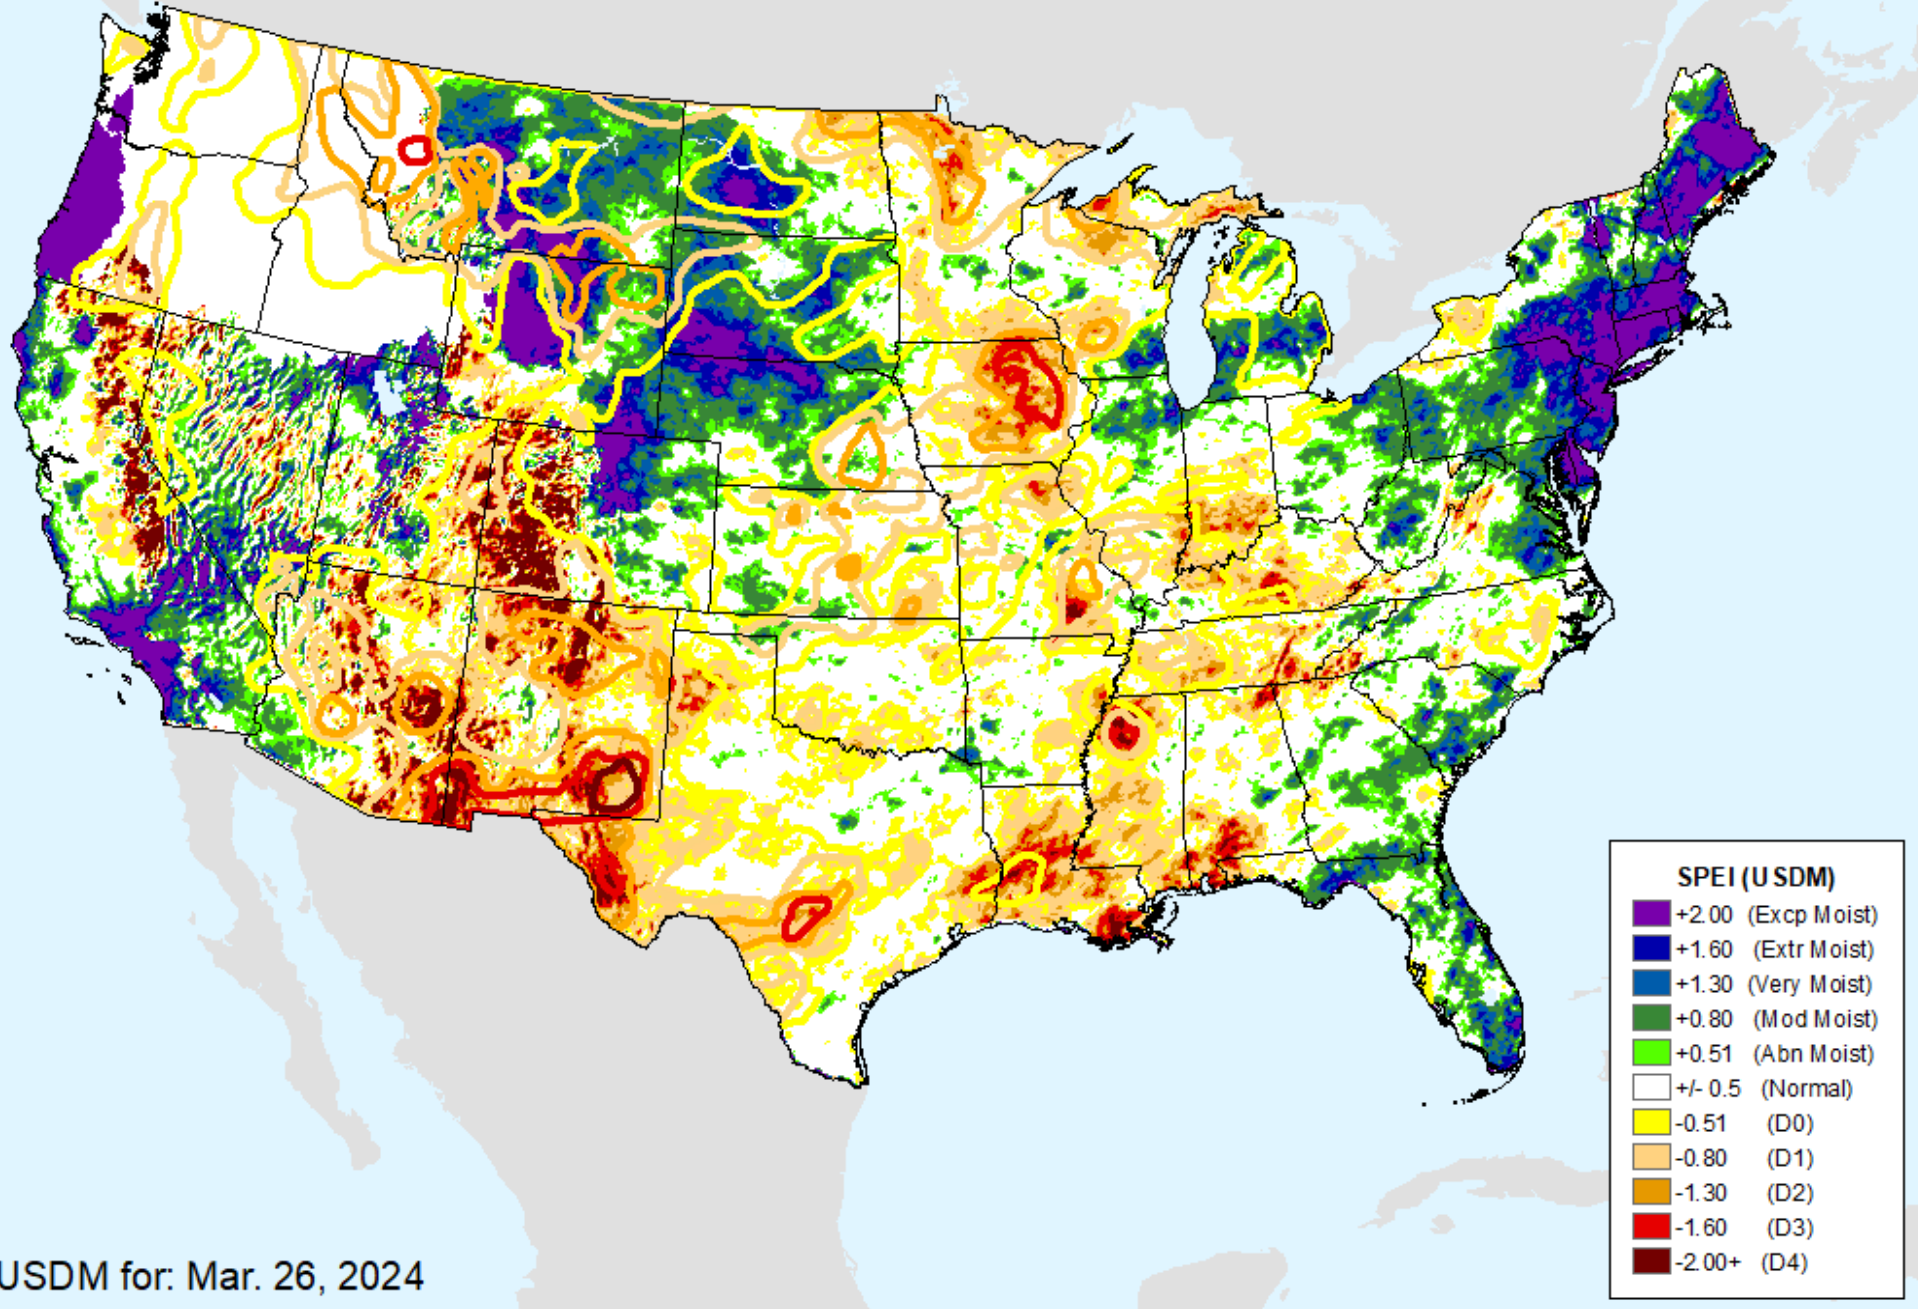 SPEI (USDM)
+2.00 (Excp Moist)
+1.60 (Extr Moist)
+1.30 (Very Moist)
+0.80 (Mod Moist)
+0.51 (Abn Moist)
+/- 0.5 (Normal)
-0.51 (D0)
-0.80 (D1)
-1.30 (D2)
-1.60 (D3)
-2.00+ (D4)
USDM for: Mar. 26, 2024